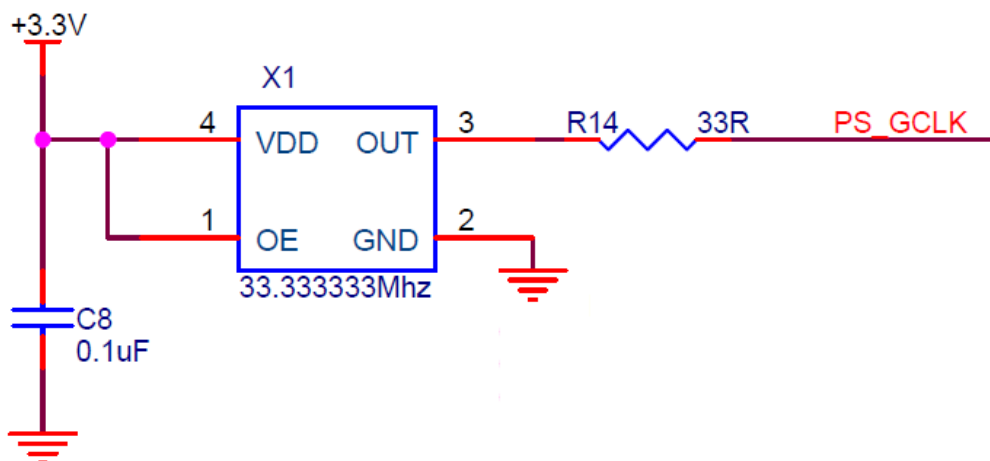 +3.3V
X1
4 VDD OUT 3 R14 33R PS_GCLK
1 OE GND 2
33.333333Mhz
C8
0.1uF